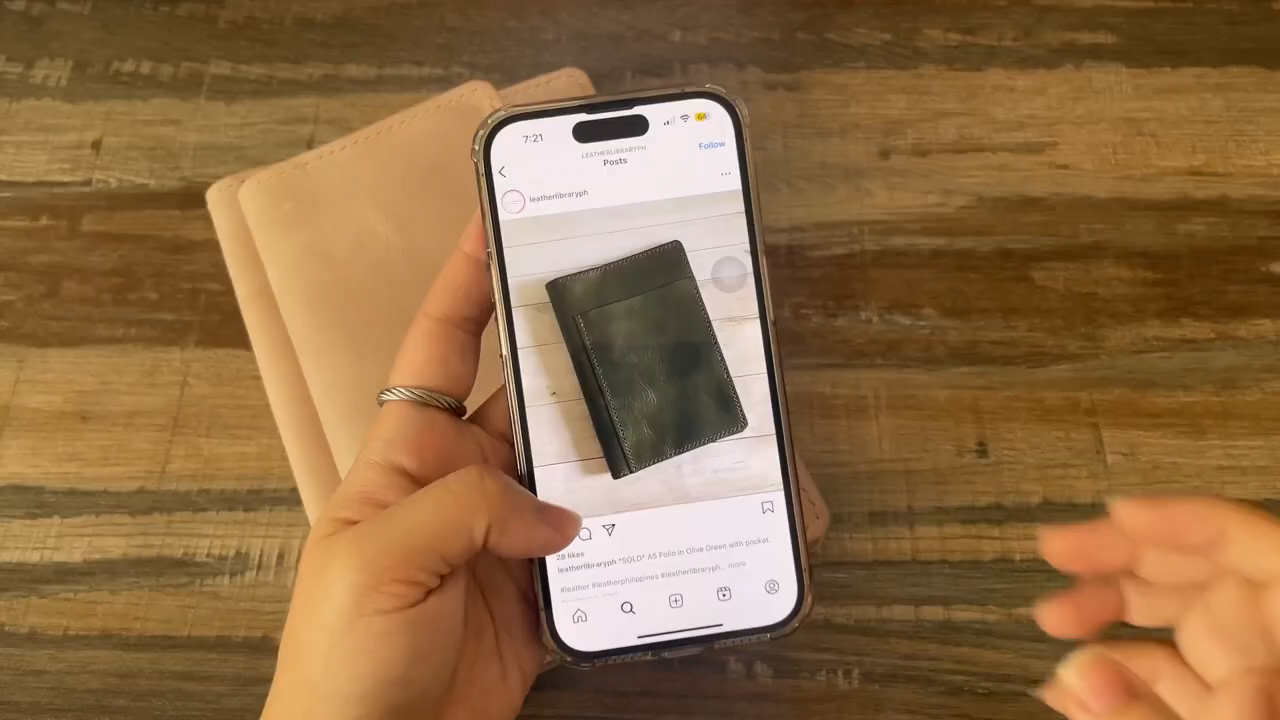 7:21
64
LEATHERLIBRARYPH
Posts
Follow
leatherlibraryph
28 likes
leatherlibraryph *SOLD* A5 Folio in Olive Green with pocket.
#leather #leatherphilippines #leatherlibraryph... more